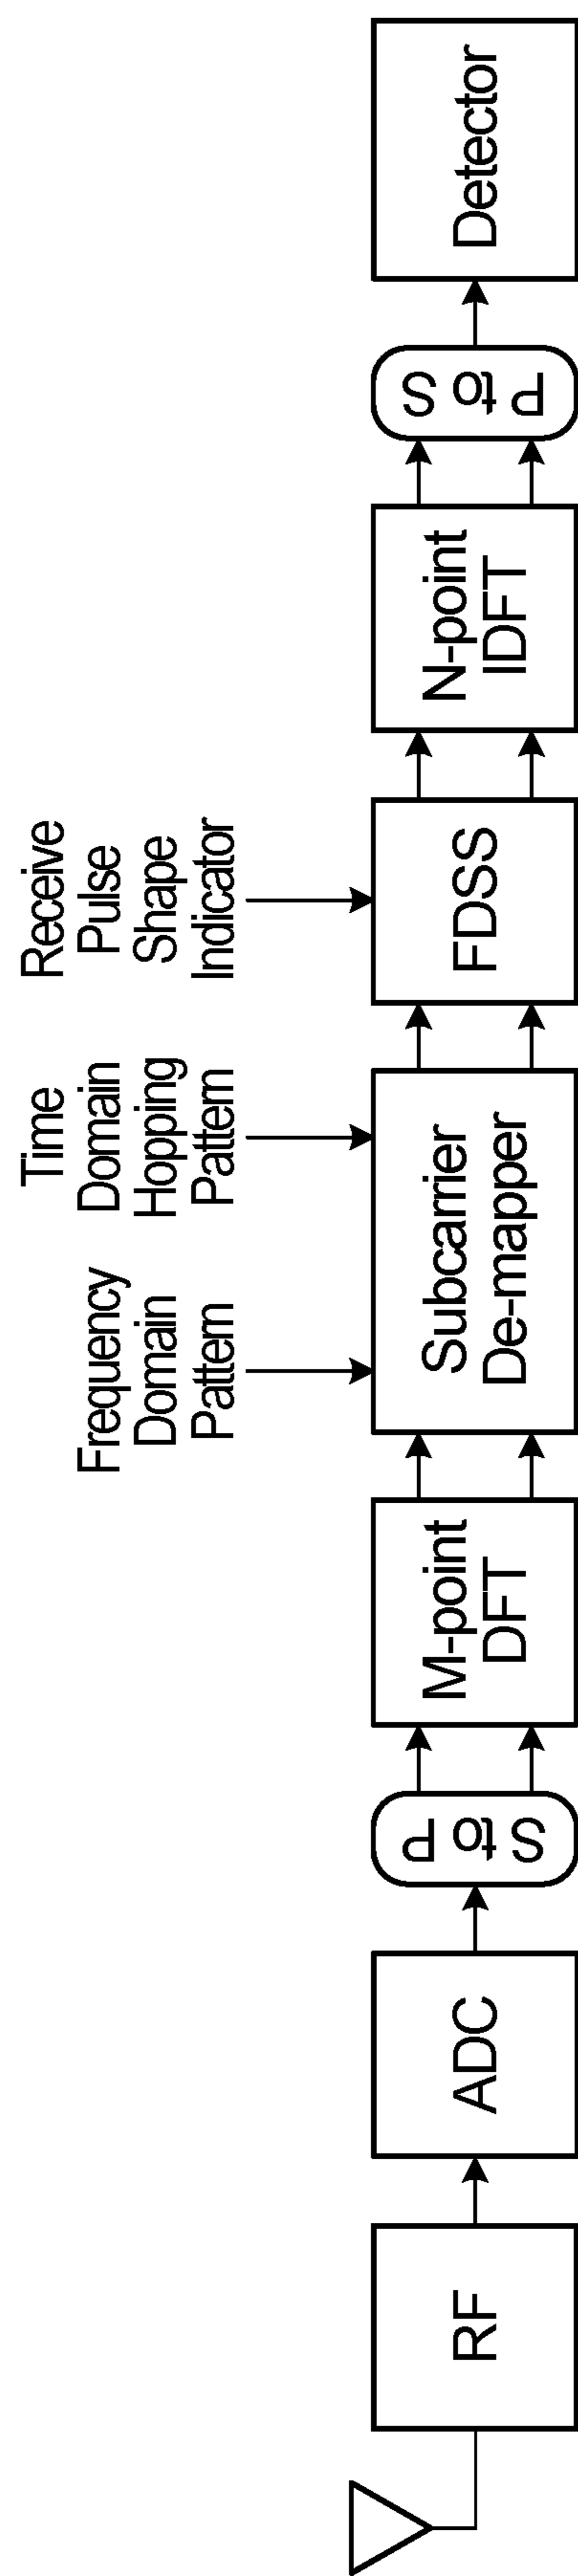 Frequency
Domain
Pattern
Time
Domain
Hopping
Pattern
Receive
Pulse
Shape
Indicator
RF
ADC
S to P
M-point
DFT
Subcarrier
De-mapper
FDSS
N-point
IDFT
P to S
Detector